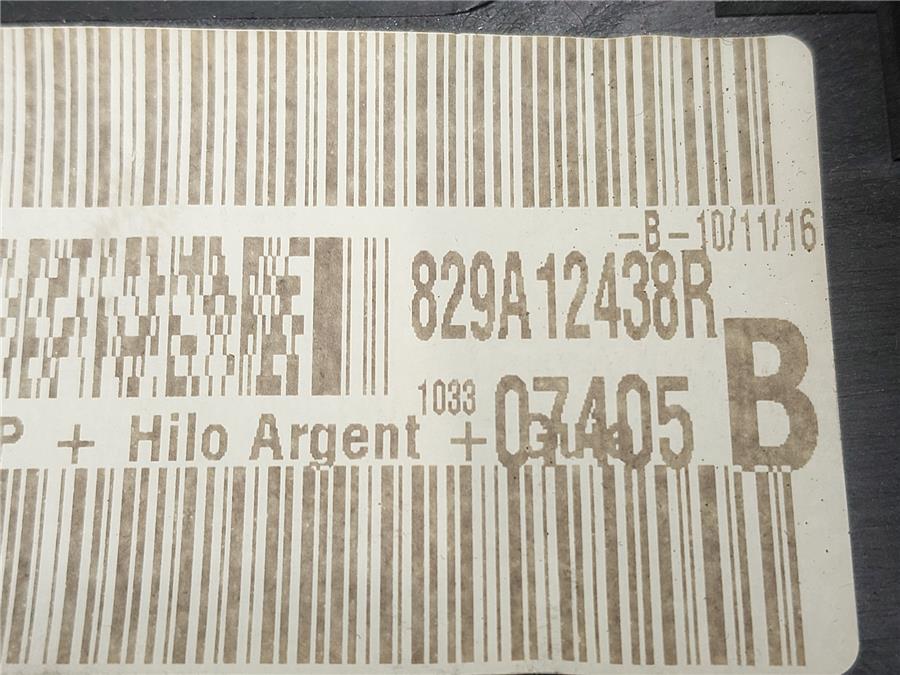 -B-10/11/16
829A12438R
B
1033 07405
P + Hilo Argent +